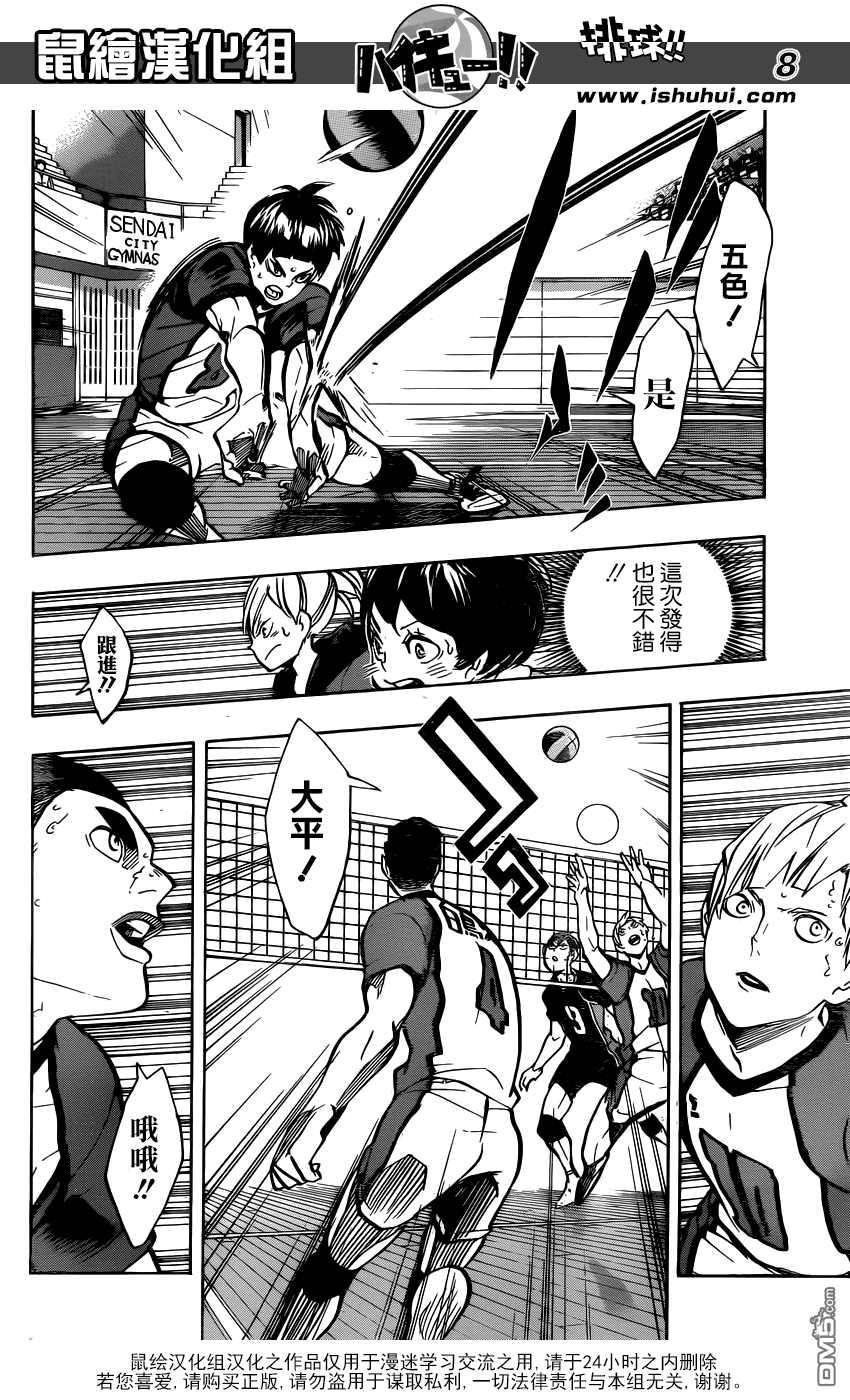 鼠繪漢化組
ハイキュー!!
排球!!
8
www.ishuhui.com
SENDAI
CITY
GYMNAS
五色!
是
這次發得
也很不錯
!!
跟進!!
大平!
哦
哦!!
3
鼠绘汉化组汉化之作品仅用于漫迷学习交流之用, 请于24小时之内删除
若您喜爱, 请购买正版, 请勿盗用于谋取私利, 一切法律责任与本组无关, 谢谢.
DM5.com